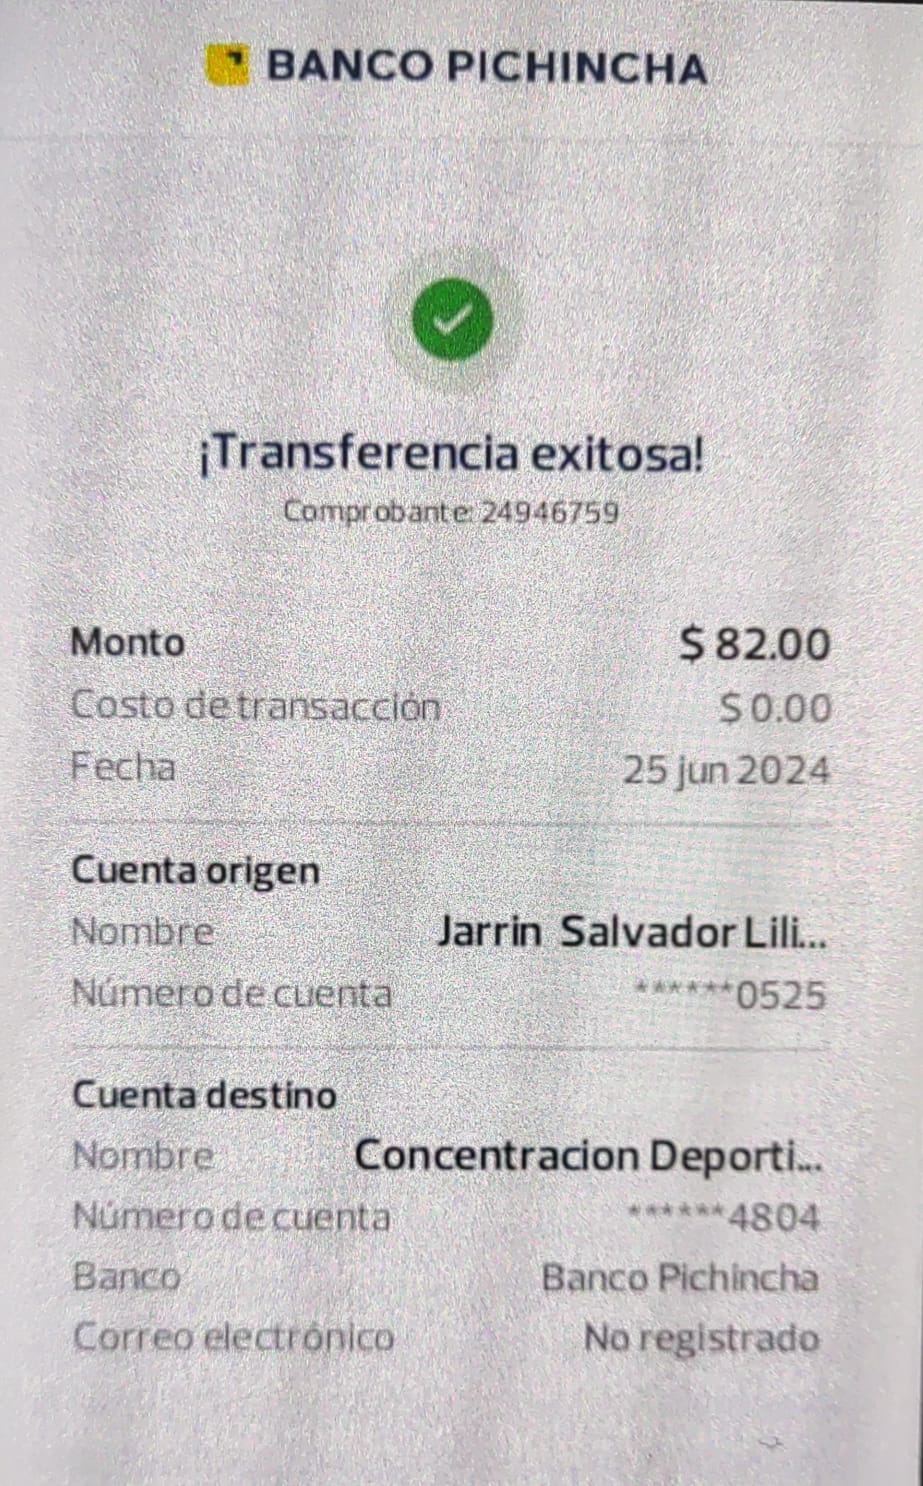 BANCO PICHINCHA
¡Transferencia exitosa!
Comprobante: 24946759
Monto $ 82.00
Costo de transacción $ 0.00
Fecha 25 jun 2024
Cuenta origen
Nombre Jarrin Salvador Lili...
Número de cuenta ******0525
Cuenta destino
Nombre Concentracion Deporti...
Número de cuenta ******4804
Banco Banco Pichincha
Correo electrónico No registrado